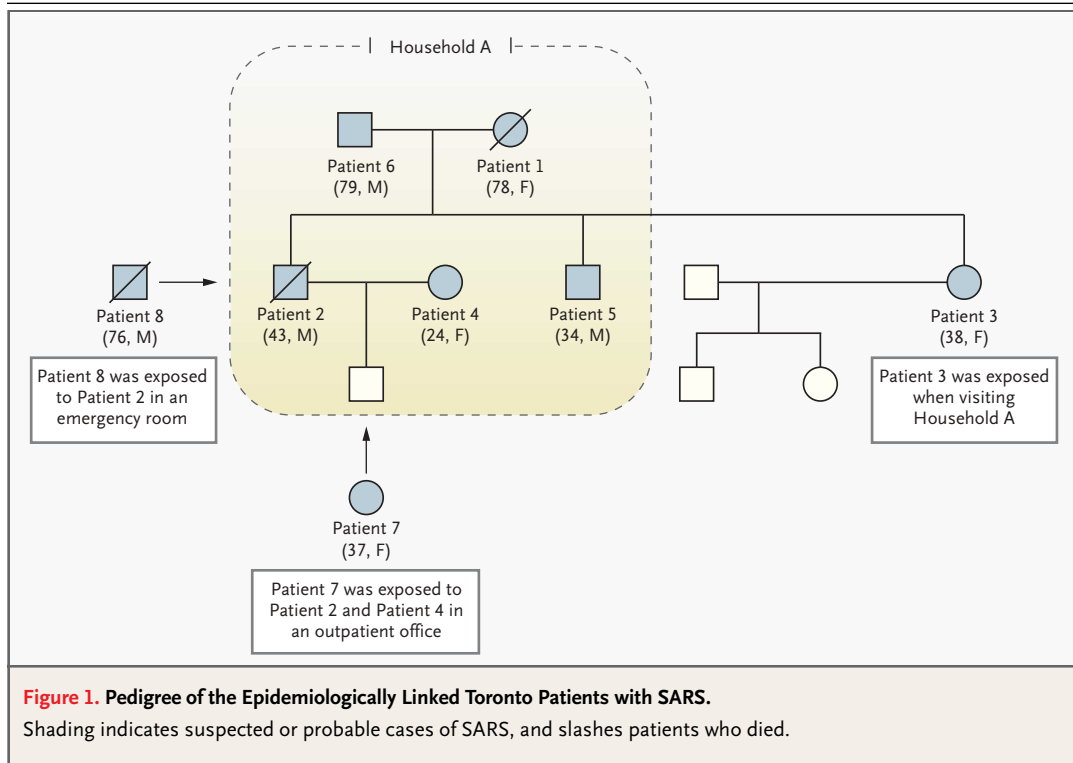 Household A
Patient 6
(79, M)
Patient 1
(78, F)
Patient 8
(76, M)
Patient 8 was exposed
to Patient 2 in an
emergency room
Patient 2
(43, M)
Patient 4
(24, F)
Patient 5
(34, M)
Patient 3
(38, F)
Patient 3 was exposed
when visiting
Household A
Patient 7
(37, F)
Patient 7 was exposed to
Patient 2 and Patient 4 in
an outpatient office
Figure 1. Pedigree of the Epidemiologically Linked Toronto Patients with SARS.
Shading indicates suspected or probable cases of SARS, and slashes patients who died.